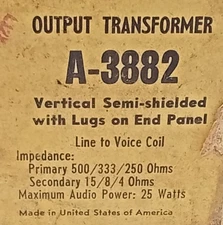 OUTPUT TRANSFORMER
A-3882
Vertical Semi-shielded
with Lugs on End Panel
Line to Voice Coil
Impedance:
Primary 500/333/250 Ohms
Secondary 15/8/4 Ohms
Maximum Audio Power: 25 Watts
Made in United States of America